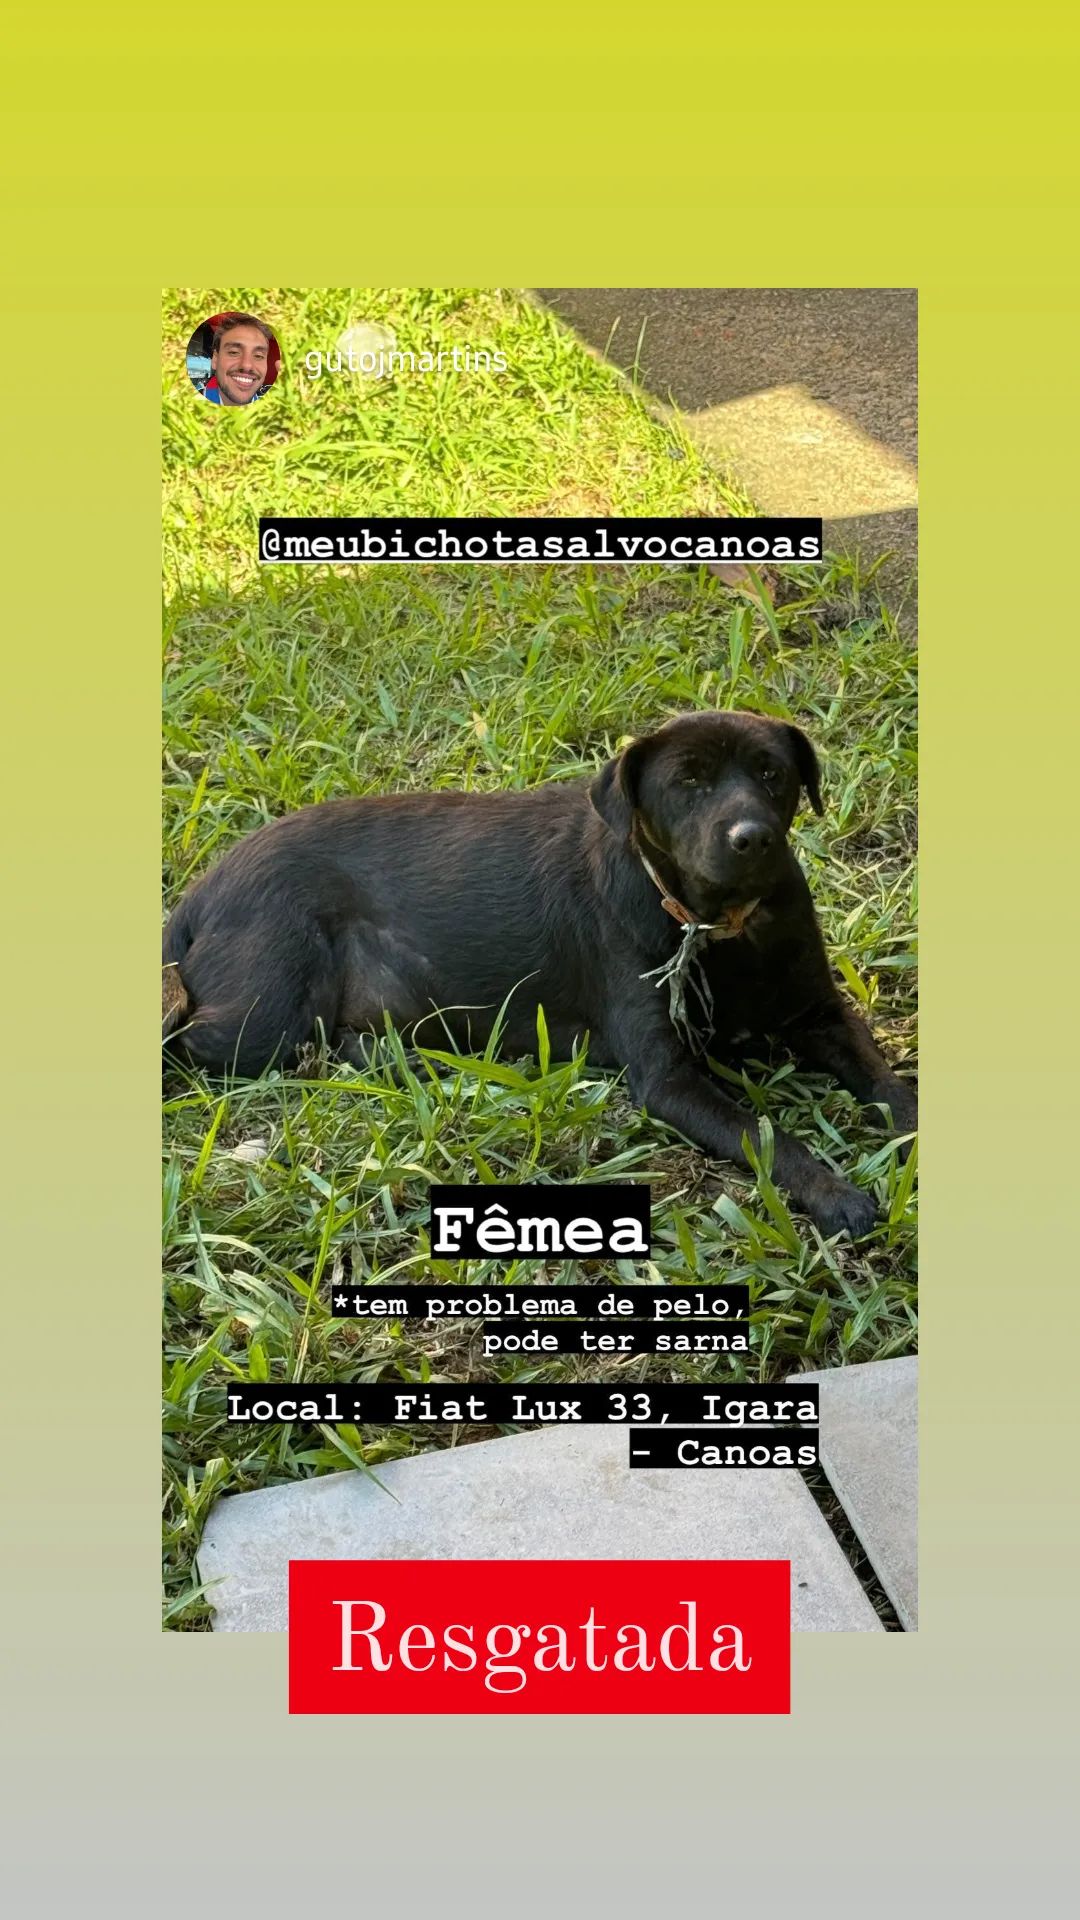 gutojmartins
@meubichotasalvocanoas
Fêmea
*tem problema de pelo,
pode ter sarna
Local: Fiat Lux 33, Igara
- Canoas
Resgatada